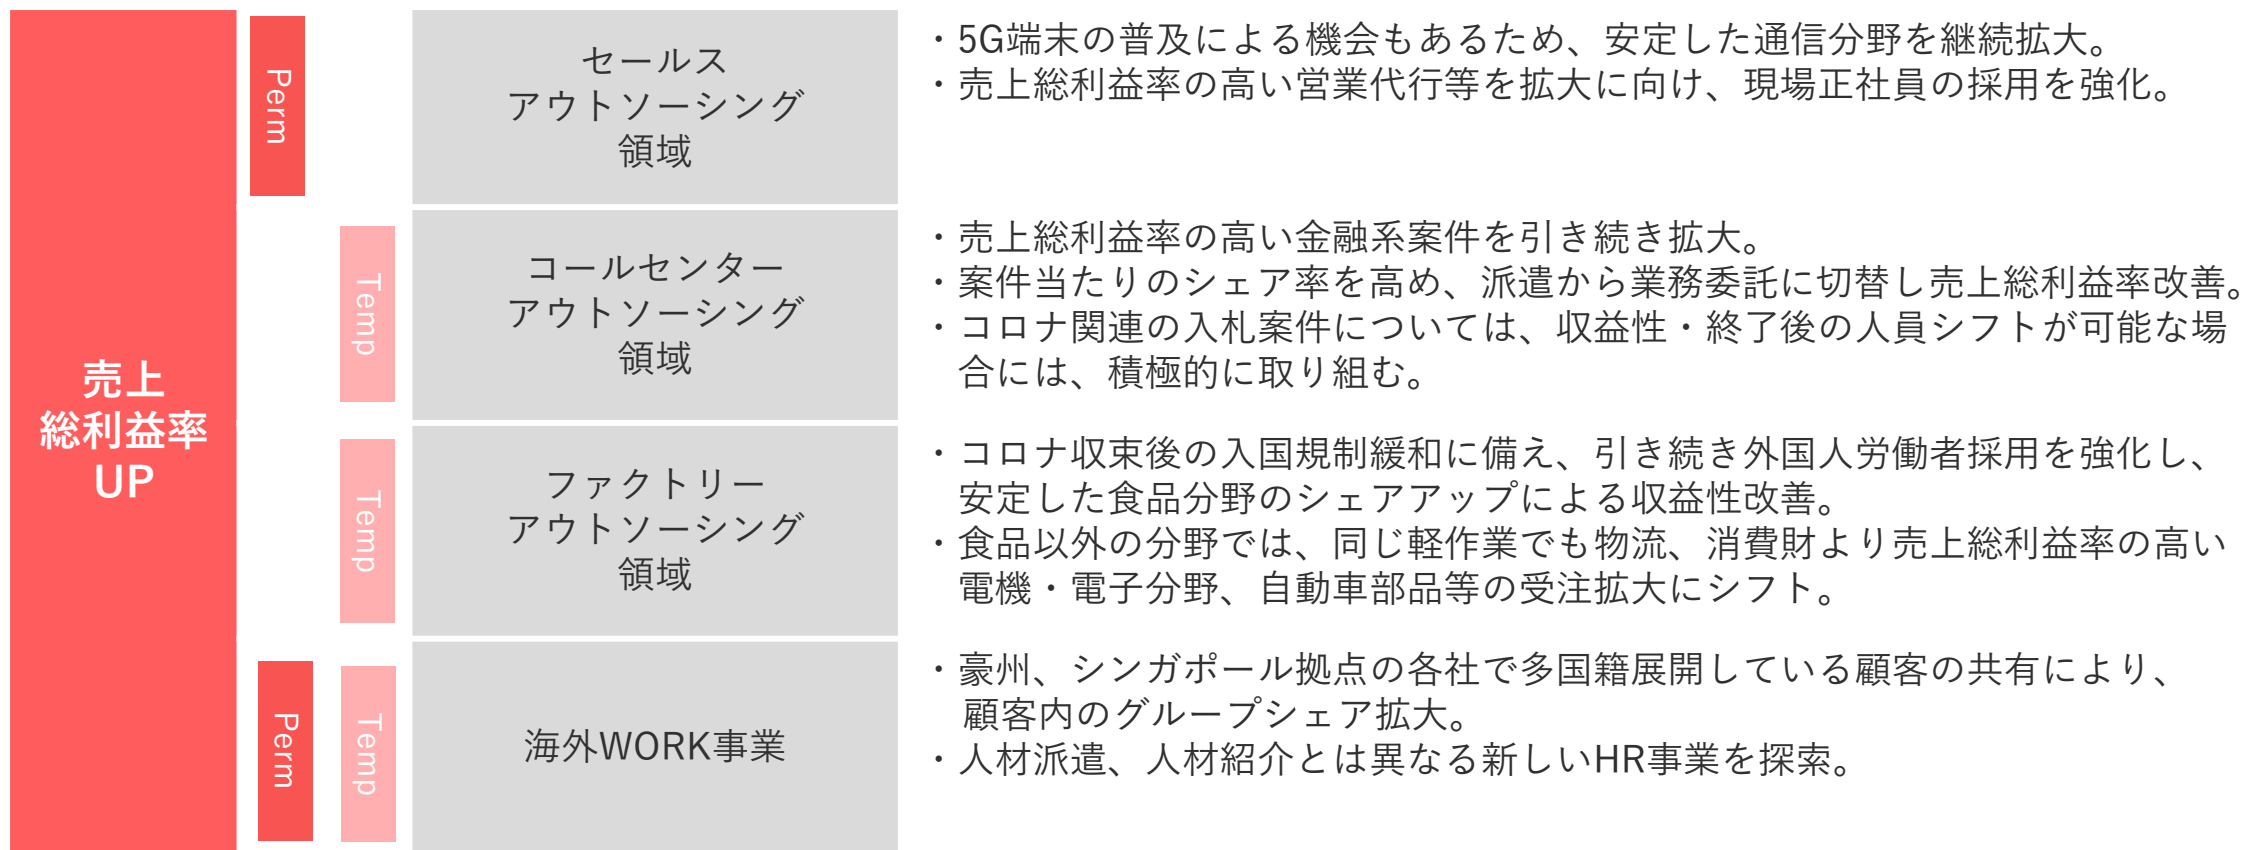 売上
総利益率
UP
Perm
セールス
アウトソーシング
領域
・5G端末の普及による機会もあるため、安定した通信分野を継続拡大。
・売上総利益率の高い営業代行等を拡大に向け、現場正社員の採用を強化。
Temp
コールセンター
アウトソーシング
領域
・売上総利益率の高い金融系案件を引き続き拡大。
・案件当たりのシェア率を高め、派遣から業務委託に切替し売上総利益率改善。
・コロナ関連の入札案件については、収益性・終了後の人員シフトが可能な場
合には、積極的に取り組む。
Temp
ファクトリー
アウトソーシング
領域
・コロナ収束後の入国規制緩和に備え、引き続き外国人労働者採用を強化し、
安定した食品分野のシェアアップによる収益性改善。
・食品以外の分野では、同じ軽作業でも物流、消費財より売上総利益率の高い
電機・電子分野、自動車部品等の受注拡大にシフト。
Perm
Temp
海外WORK事業
・豪州、シンガポール拠点の各社で多国籍展開している顧客の共有により、
顧客内のグループシェア拡大。
・人材派遣、人材紹介とは異なる新しいHR事業を探索。